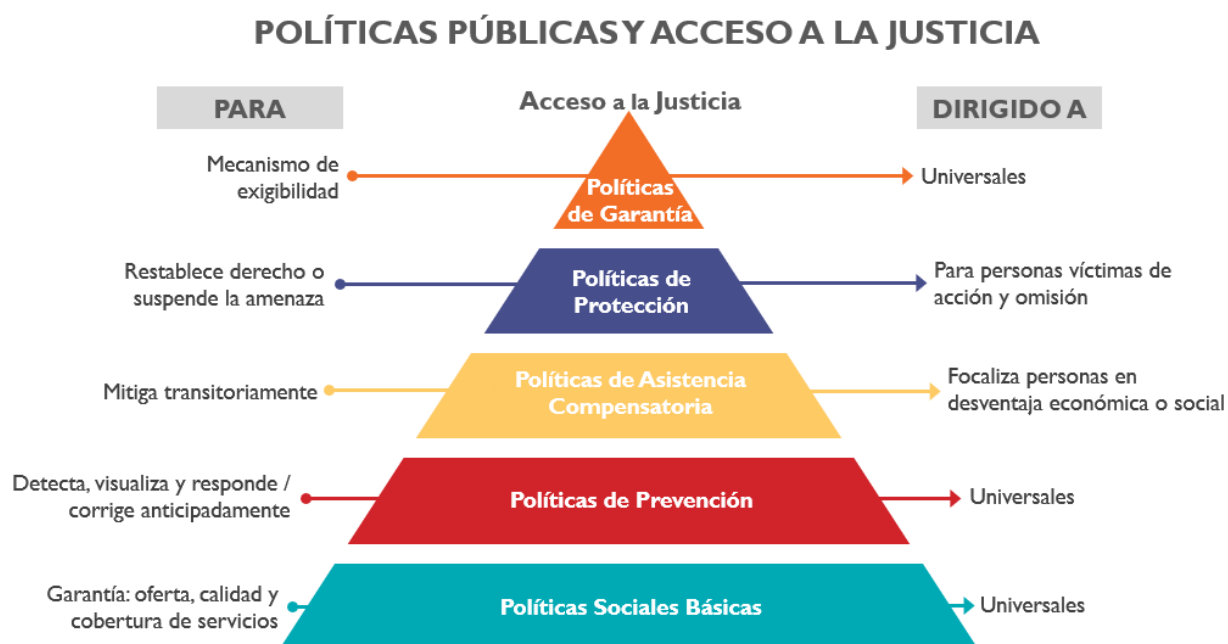 POLÍTICAS PÚBLICAS Y ACCESO A LA JUSTICIA
PARA
Acceso a la Justicia
DIRIGIDO A
Mecanismo de
exigibilidad
Políticas
de Garantía
Universales
Restablece derecho o
suspende la amenaza
Políticas de
Protección
Para personas víctimas de
acción y omisión
Mitiga transitoriamente
Políticas de Asistencia
Compensatoria
Focaliza personas en
desventaja económica o social
Detecta, visualiza y responde /
corrige anticipadamente
Políticas de Prevención
Universales
Garantía: oferta, calidad y
cobertura de servicios
Políticas Sociales Básicas
Universales